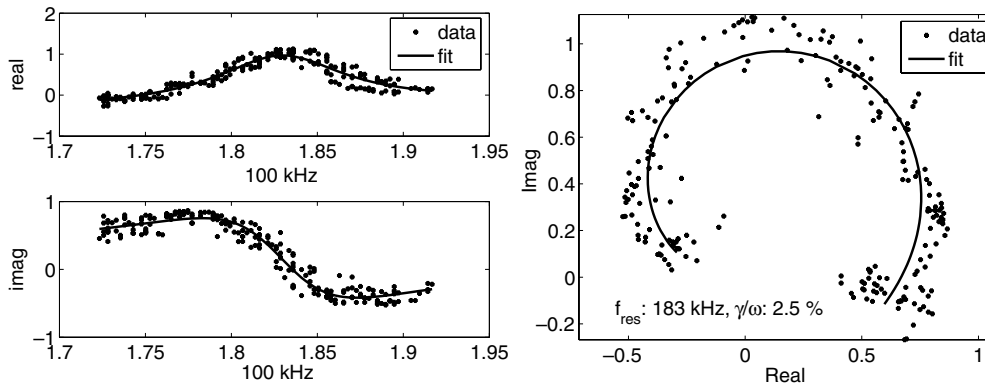 2
1
0
−1
real
1.7
1.75
1.8
1.85
1.9
1.95
100 kHz
data
fit
1
0
−1
imag
1.7
1.75
1.8
1.85
1.9
1.95
100 kHz
1
0.8
0.6
0.4
0.2
0
−0.2
Imag
data
fit
fres: 183 kHz, γ/ω: 2.5 %
−0.5
0
0.5
1
Real